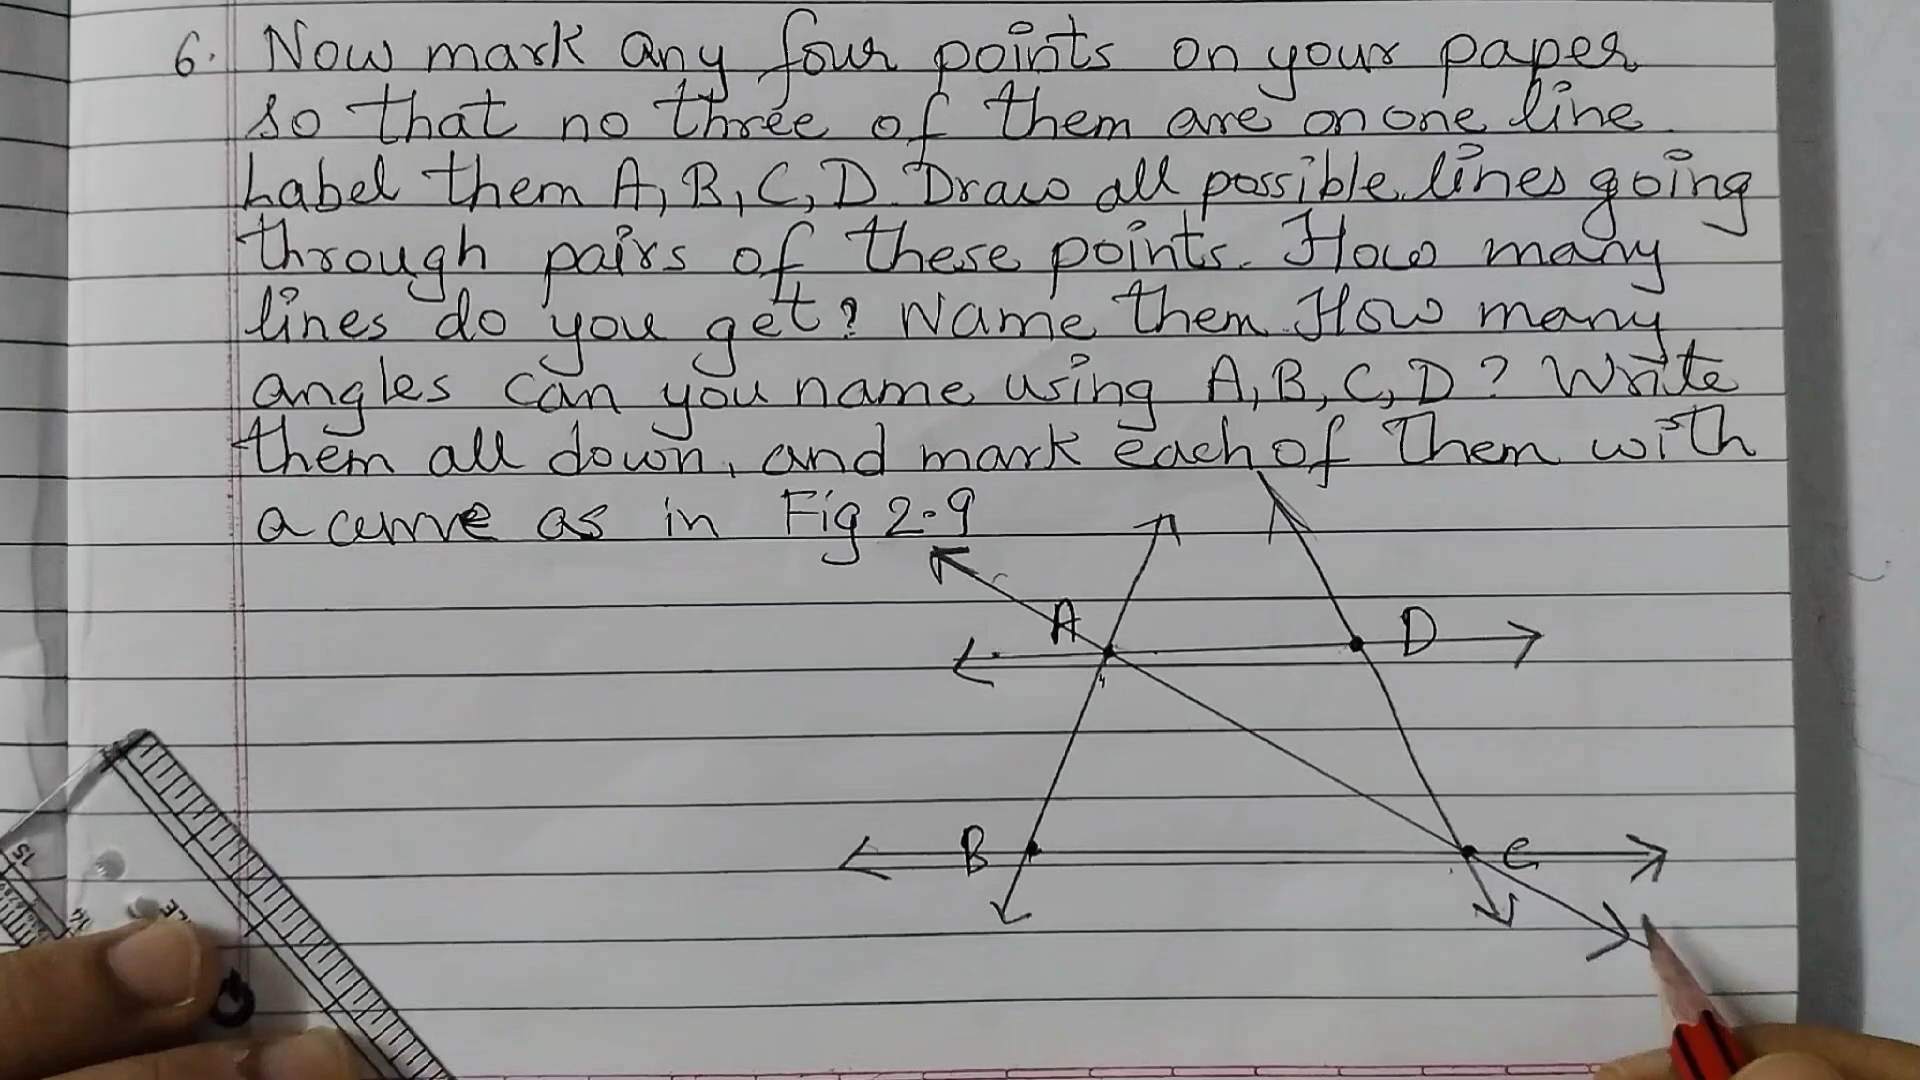 6. Now mark any four points on your paper
so that no three of them are on one line.
Label them A, B, C, D. Draw all possible lines going
through pairs of these points. How many
lines do you get? Name them. How many
angles can you name using A, B, C, D? Write
them all down, and mark each of them with
a curve as in Fig 2.9
A
D
B
C
15
14